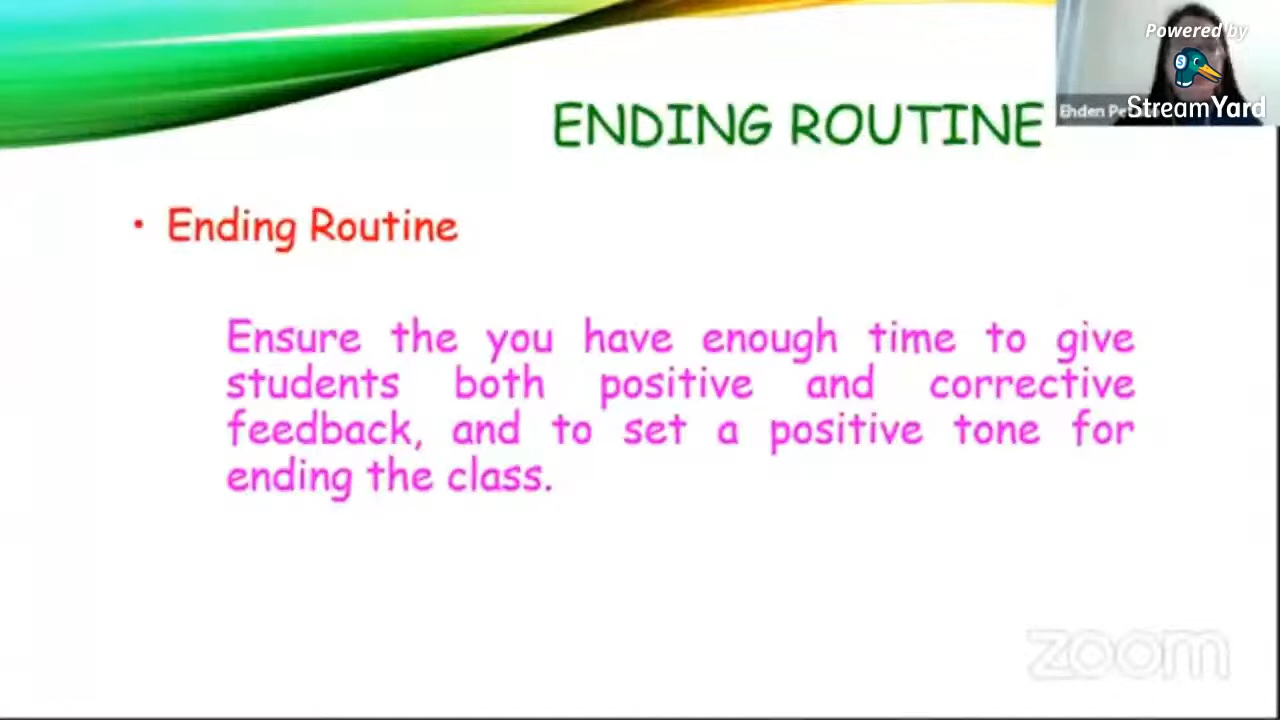 Powered by
StreamYard
Ehden
ENDING ROUTINE
• Ending Routine
Ensure the you have enough time to give
students both positive and corrective
feedback, and to set a positive tone for
ending the class.
zoom